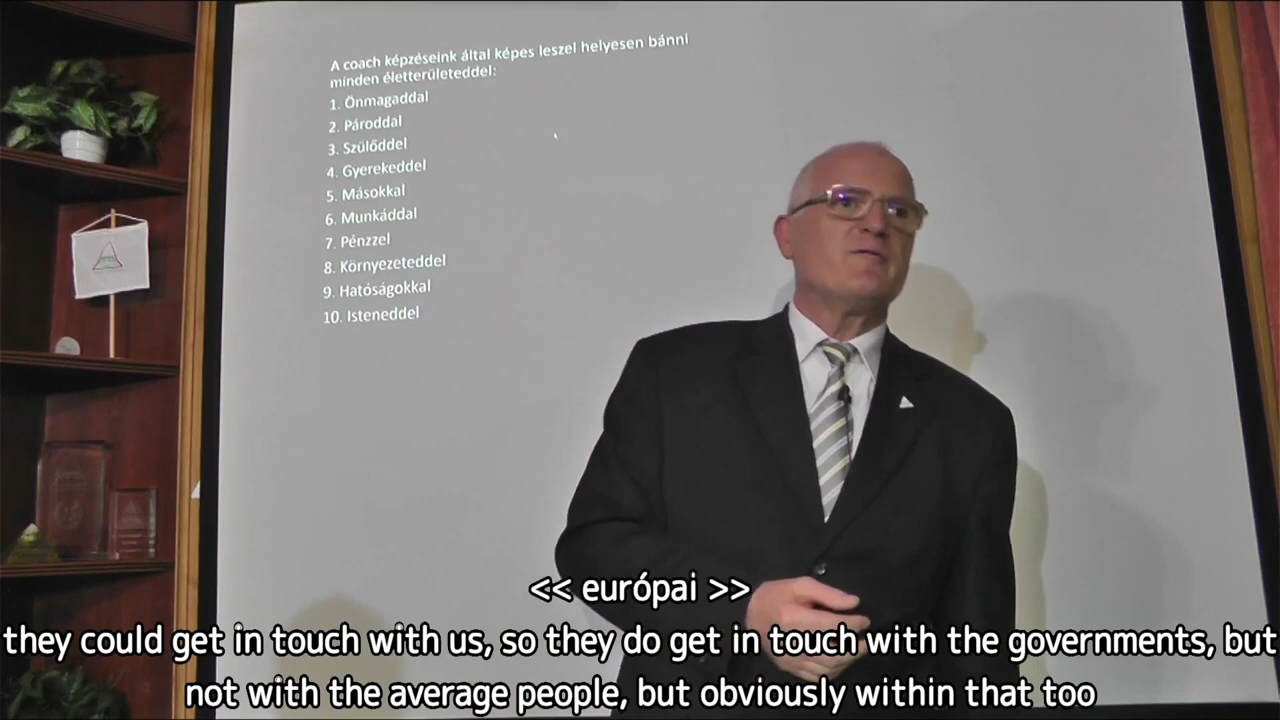 A coach képzéseink által képes leszel helyesen bánni
minden életterületeddel:
1. Önmagaddal
2. Pároddal
3. Szülőddel
4. Gyerekeddel
5. Másokkal
6. Munkáddal
7. Pénzzel
8. Környezeteddel
9. Hatóságokkal
10. Isteneddel
<< európai >>
they could get in touch with us, so they do get in touch with the governments, but
not with the average people, but obviously within that too